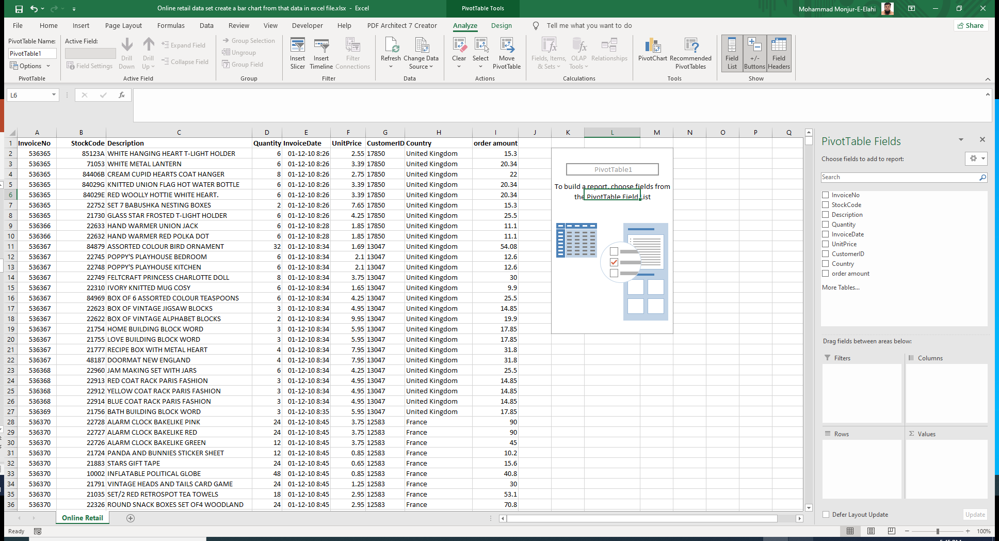 Online retail data set create a bar chart from that data in excel file.xlsx - Excel
PivotTable Tools
Mohammad Monjur-E-Elahi
File Home Insert Page Layout Formulas Data Review View Developer Help PDF Architect 7 Creator Analyze Design Tell me what you want to do Share
PivotTable Name:
PivotTable1
Options
PivotTable
Active Field:
Field Settings
Drill Down
Drill Up
Expand Field
Collapse Field
Active Field
Group Selection
Ungroup
Group Field
Group
Insert Slicer
Insert Timeline
Filter Connections
Filter
Refresh
Change Data Source
Data
Clear
Select
Move PivotTable
Actions
Fields, Items, & Sets
OLAP Tools
Relationships
Calculations
PivotChart
Recommended PivotTables
Tools
Field List
+/- Buttons
Field Headers
Show
L6
fx
A B C D E F G H I J K L M N O P Q
1 InvoiceNo StockCode Description Quantity InvoiceDate UnitPrice CustomerID Country order amount
2 536365 85123A WHITE HANGING HEART T-LIGHT HOLDER 6 01-12-10 8:26 2.55 17850 United Kingdom 15.3
3 536365 71053 WHITE METAL LANTERN 6 01-12-10 8:26 3.39 17850 United Kingdom 20.34
4 536365 84406B CREAM CUPID HEARTS COAT HANGER 8 01-12-10 8:26 2.75 17850 United Kingdom 22
5 536365 84029G KNITTED UNION FLAG HOT WATER BOTTLE 6 01-12-10 8:26 3.39 17850 United Kingdom 20.34
6 536365 84029E RED WOOLLY HOTTIE WHITE HEART. 6 01-12-10 8:26 3.39 17850 United Kingdom 20.34
7 536365 22752 SET 7 BABUSHKA NESTING BOXES 2 01-12-10 8:26 7.65 17850 United Kingdom 15.3
8 536365 21730 GLASS STAR FROSTED T-LIGHT HOLDER 6 01-12-10 8:26 4.25 17850 United Kingdom 25.5
9 536366 22633 HAND WARMER UNION JACK 6 01-12-10 8:28 1.85 17850 United Kingdom 11.1
10 536366 22632 HAND WARMER RED POLKA DOT 6 01-12-10 8:28 1.85 17850 United Kingdom 11.1
11 536367 84879 ASSORTED COLOUR BIRD ORNAMENT 32 01-12-10 8:34 1.69 13047 United Kingdom 54.08
12 536367 22745 POPPY'S PLAYHOUSE BEDROOM 6 01-12-10 8:34 2.1 13047 United Kingdom 12.6
13 536367 22748 POPPY'S PLAYHOUSE KITCHEN 6 01-12-10 8:34 2.1 13047 United Kingdom 12.6
14 536367 22749 FELTCRAFT PRINCESS CHARLOTTE DOLL 8 01-12-10 8:34 3.75 13047 United Kingdom 30
15 536367 22310 IVORY KNITTED MUG COSY 6 01-12-10 8:34 1.65 13047 United Kingdom 9.9
16 536367 84969 BOX OF 6 ASSORTED COLOUR TEASPOONS 6 01-12-10 8:34 4.25 13047 United Kingdom 25.5
17 536367 22623 BOX OF VINTAGE JIGSAW BLOCKS 3 01-12-10 8:34 4.95 13047 United Kingdom 14.85
18 536367 22622 BOX OF VINTAGE ALPHABET BLOCKS 2 01-12-10 8:34 9.95 13047 United Kingdom 19.9
19 536367 21754 HOME BUILDING BLOCK WORD 3 01-12-10 8:34 5.95 13047 United Kingdom 17.85
20 536367 21755 LOVE BUILDING BLOCK WORD 3 01-12-10 8:34 5.95 13047 United Kingdom 17.85
21 536367 21777 RECIPE BOX WITH METAL HEART 4 01-12-10 8:34 7.95 13047 United Kingdom 31.8
22 536367 48187 DOORMAT NEW ENGLAND 4 01-12-10 8:34 7.95 13047 United Kingdom 31.8
23 536368 22960 JAM MAKING SET WITH JARS 6 01-12-10 8:34 4.25 13047 United Kingdom 25.5
24 536368 22913 RED COAT RACK PARIS FASHION 3 01-12-10 8:34 4.95 13047 United Kingdom 14.85
25 536368 22912 YELLOW COAT RACK PARIS FASHION 3 01-12-10 8:34 4.95 13047 United Kingdom 14.85
26 536368 22914 BLUE COAT RACK PARIS FASHION 3 01-12-10 8:34 4.95 13047 United Kingdom 14.85
27 536369 21756 BATH BUILDING BLOCK WORD 3 01-12-10 8:35 5.95 13047 United Kingdom 17.85
28 536370 22728 ALARM CLOCK BAKELIKE PINK 24 01-12-10 8:45 3.75 12583 France 90
29 536370 22727 ALARM CLOCK BAKELIKE RED 24 01-12-10 8:45 3.75 12583 France 90
30 536370 22726 ALARM CLOCK BAKELIKE GREEN 12 01-12-10 8:45 3.75 12583 France 45
31 536370 21724 PANDA AND BUNNIES STICKER SHEET 12 01-12-10 8:45 0.85 12583 France 10.2
32 536370 21883 STARS GIFT TAPE 24 01-12-10 8:45 0.65 12583 France 15.6
33 536370 10002 INFLATABLE POLITICAL GLOBE 48 01-12-10 8:45 0.85 12583 France 40.8
34 536370 21791 VINTAGE HEADS AND TAILS CARD GAME 24 01-12-10 8:45 1.25 12583 France 30
35 536370 21035 SET/2 RED RETROSPOT TEA TOWELS 18 01-12-10 8:45 2.95 12583 France 53.1
36 536370 22326 ROUND SNACK BOXES SET OF4 WOODLAND 24 01-12-10 8:45 2.95 12583 France 70.8
PivotTable1
To build a report, choose fields from
the PivotTable Field List
PivotTable Fields
Choose fields to add to report:
Search
InvoiceNo
StockCode
Description
Quantity
InvoiceDate
UnitPrice
CustomerID
Country
order amount
More Tables...
Drag fields between areas below:
Filters
Columns
Rows
Σ Values
Defer Layout Update
Update
Online Retail
Ready
100%